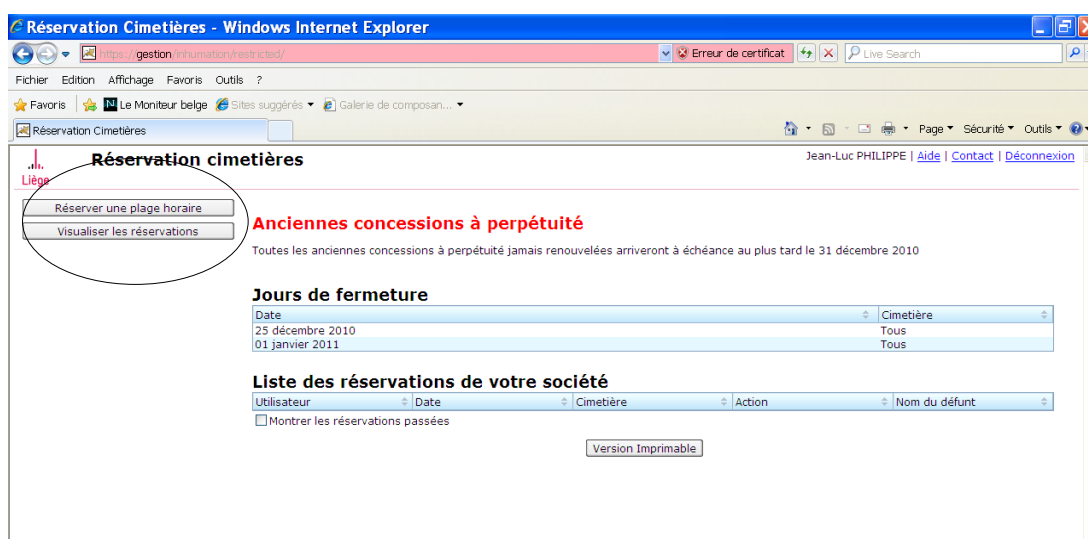 Réservation Cimetières - Windows Internet Explorer
https://gestion/inhumation/restricted/
Erreur de certificat
Live Search
Fichier Edition Affichage Favoris Outils ?
Favoris
Le Moniteur belge
Sites suggérés
Galerie de composan...
Réservation Cimetières
Page Sécurité Outils
Liège
Réservation cimetières
Jean-Luc PHILIPPE | Aide | Contact | Déconnexion
Réserver une plage horaire
Visualiser les réservations
Anciennes concessions à perpétuité
Toutes les anciennes concessions à perpétuité jamais renouvelées arriveront à échéance au plus tard le 31 décembre 2010
Jours de fermeture
Date Cimetière
25 décembre 2010 Tous
01 janvier 2011 Tous
Liste des réservations de votre société
Utilisateur Date Cimetière Action Nom du défunt
Montrer les réservations passées
Version Imprimable